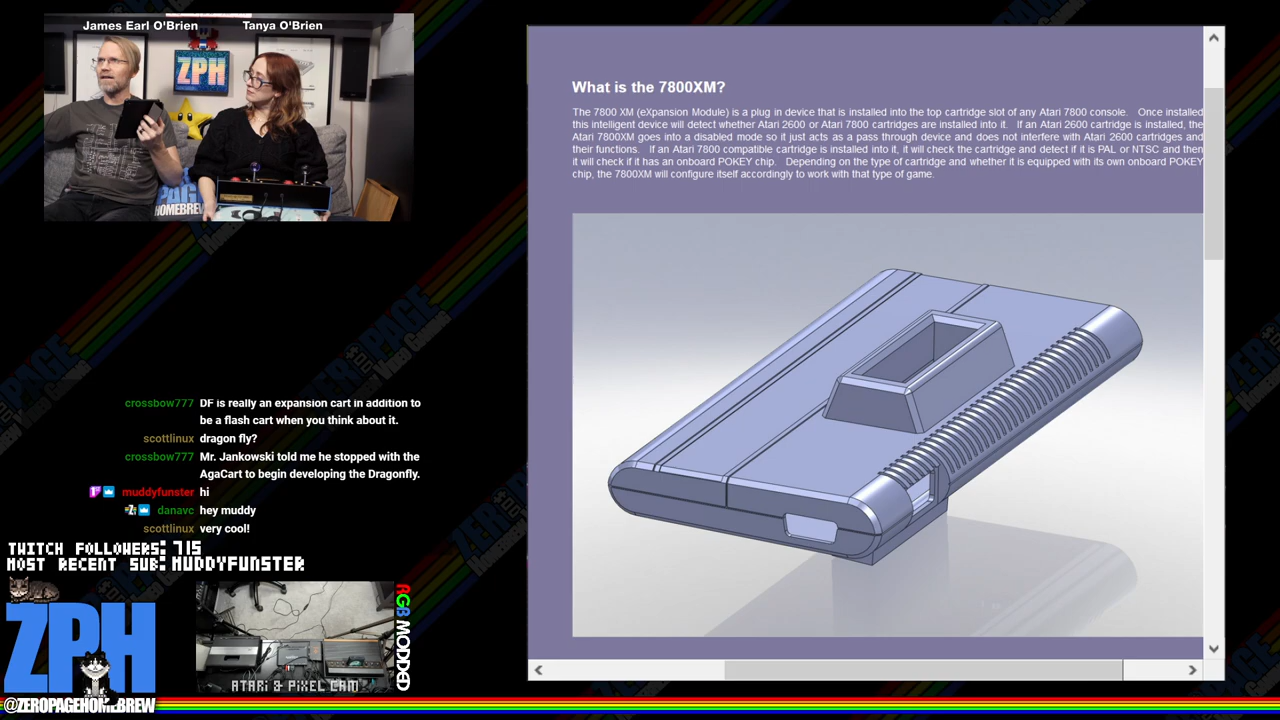 James Earl O'Brien
Tanya O'Brien
ZPH
PAGE
HOMEBREW
What is the 7800XM?
The 7800 XM (eXpansion Module) is a plug in device that is installed into the top cartridge slot of any Atari 7800 console. Once installed
this intelligent device will detect whether Atari 2600 or Atari 7800 cartridges are installed into it. If an Atari 2600 cartridge is installed, the
Atari 7800XM goes into a disabled mode so it just acts as a pass through device and does not interfere with Atari 2600 cartridges and
their functions. If an Atari 7800 compatible cartridge is installed into it, it will check the cartridge and detect if it is PAL or NTSC and then
it will check if it has an onboard POKEY chip. Depending on the type of cartridge and whether it is equipped with its own onboard POKEY
chip, the 7800XM will configure itself accordingly to work with that type of game.
crossbow777 DF is really an expansion cart in addition to
be a flash cart when you think about it.
scottlinux dragon fly?
crossbow777 Mr. Jankowski told me he stopped with the
AgaCart to begin developing the Dragonfly.
muddyfunster hi
danavc hey muddy
scottlinux very cool!
TWITCH FOLLOWERS: 715
MOST RECENT SUB: MUDDYFUNSTER
ZPH
RGB MODDED
ATARI & PIXEL CAM
@ZEROPAGEHOMEBREW